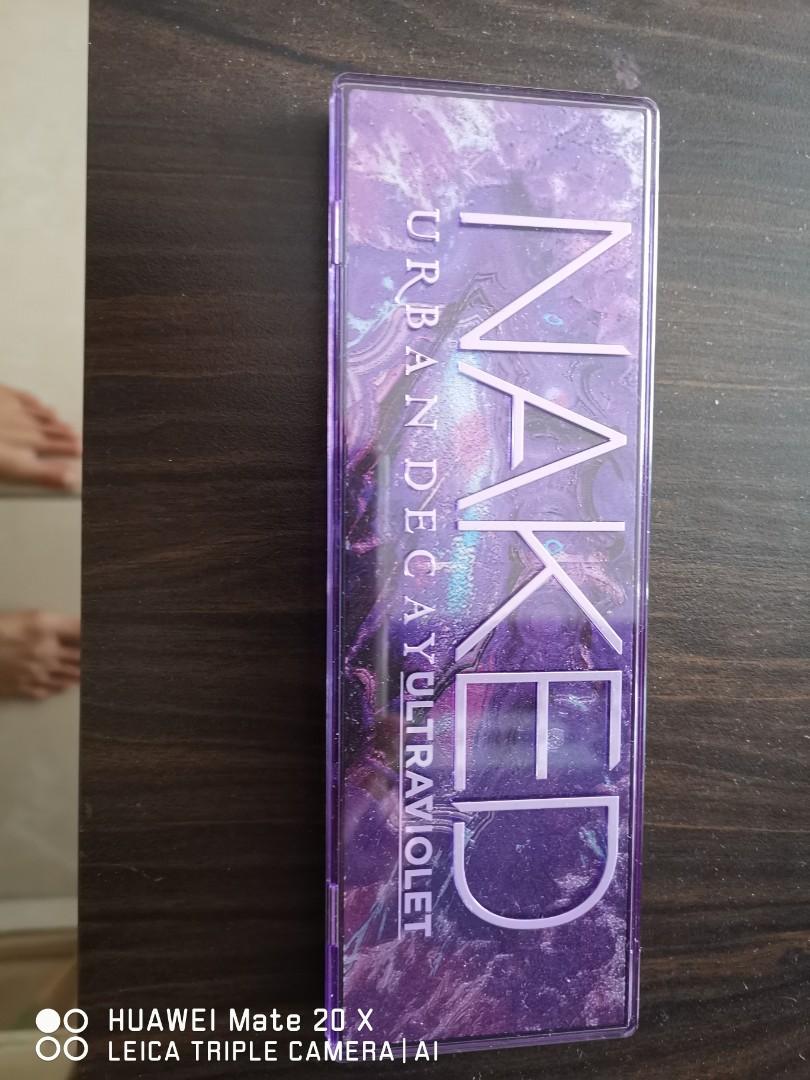 NAKED
URBAN DECAY ULTRAVIOLET
HUAWEI Mate 20 X
LEICA TRIPLE CAMERA | AI